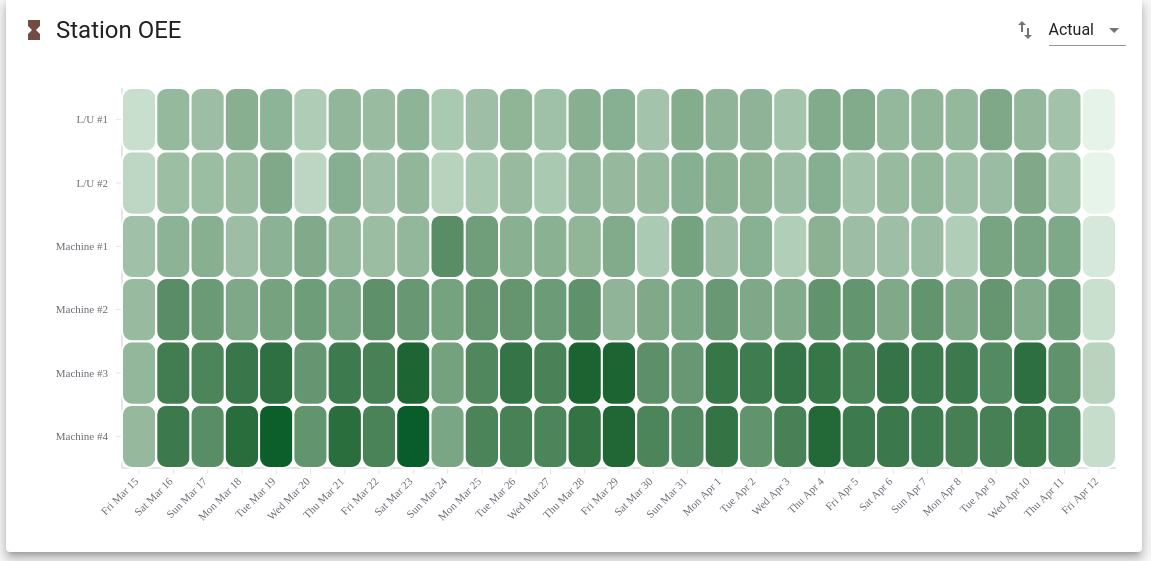 Station OEE
Actual
L/U #1
L/U #2
Machine #1
Machine #2
Machine #3
Machine #4
Fri Mar 15
Sat Mar 16
Sun Mar 17
Mon Mar 18
Tue Mar 19
Wed Mar 20
Thu Mar 21
Fri Mar 22
Sat Mar 23
Sun Mar 24
Mon Mar 25
Tue Mar 26
Wed Mar 27
Thu Mar 28
Fri Mar 29
Sat Mar 30
Sun Mar 31
Mon Apr 1
Tue Apr 2
Wed Apr 3
Thu Apr 4
Fri Apr 5
Sat Apr 6
Sun Apr 7
Mon Apr 8
Tue Apr 9
Wed Apr 10
Thu Apr 11
Fri Apr 12